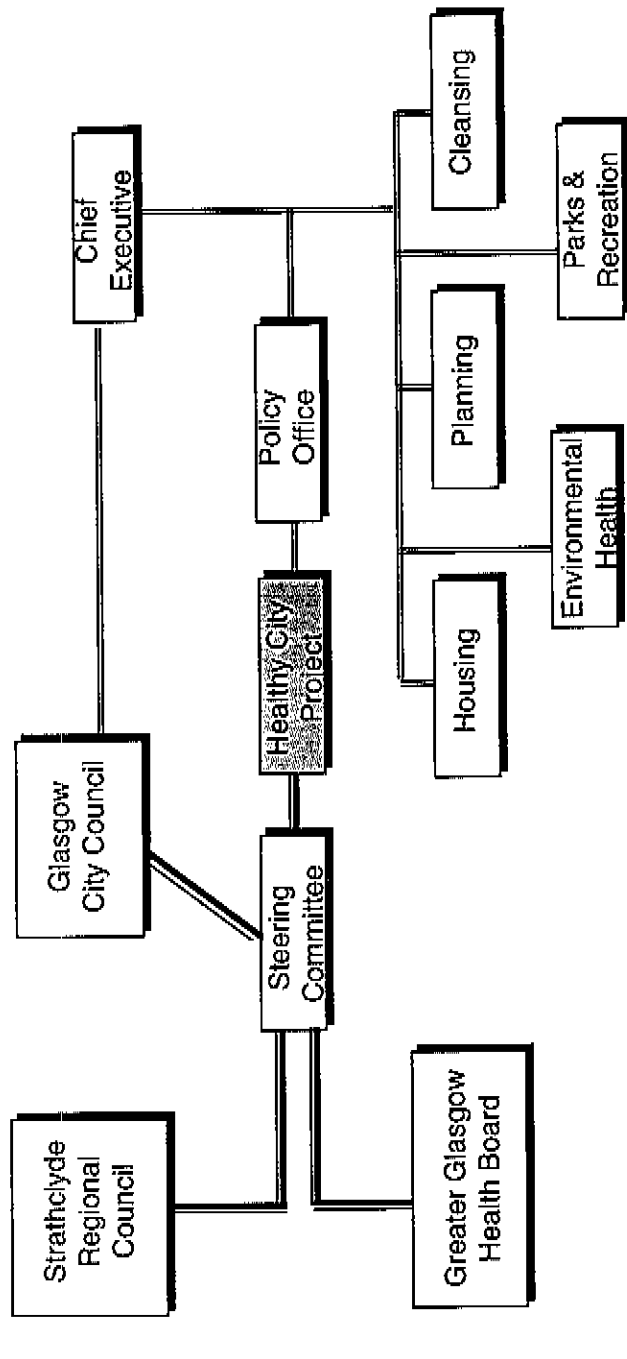 Strathclyde
Regional
Council
Glasgow
City Council
Chief
Executive
Steering
Committee
Healthy City
Project
Policy
Office
Greater Glasgow
Health Board
Housing
Planning
Cleansing
Environmental
Health
Parks &
Recreation